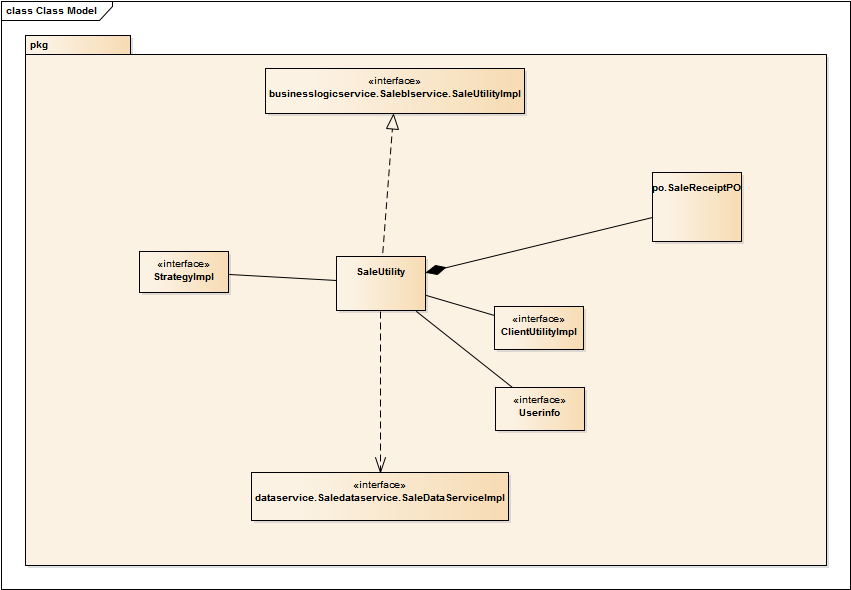 class Class Model
pkg
«interface»
businesslogicservice.Saleblservice.SaleUtilityImpl
po.SaleReceiptPO
«interface»
StrategyImpl
SaleUtility
«interface»
ClientUtilityImpl
«interface»
Userinfo
«interface»
dataservice.Saledataservice.SaleDataServiceImpl